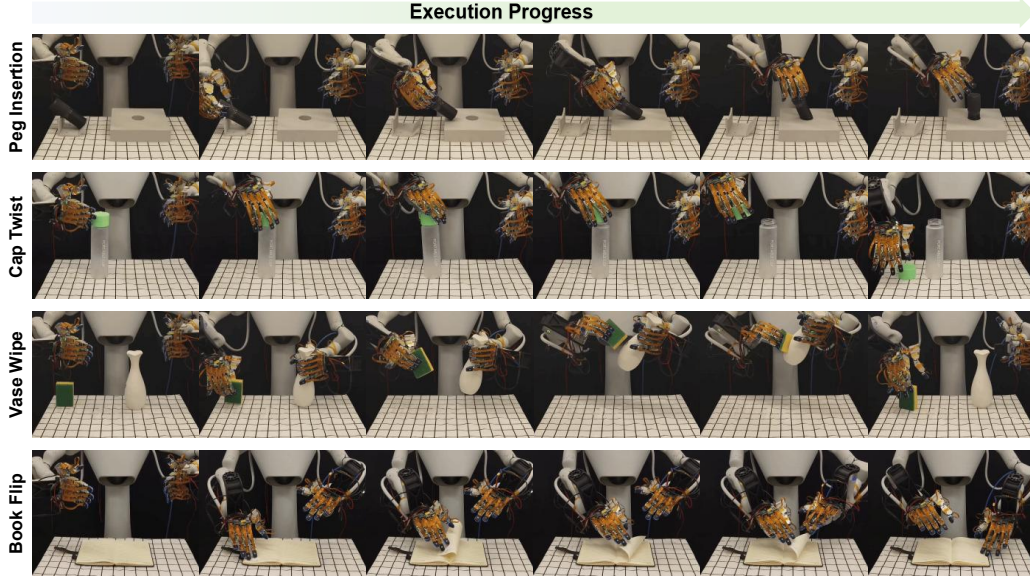 Execution Progress
Peg Insertion
Cap Twist
Vase Wipe
Book Flip